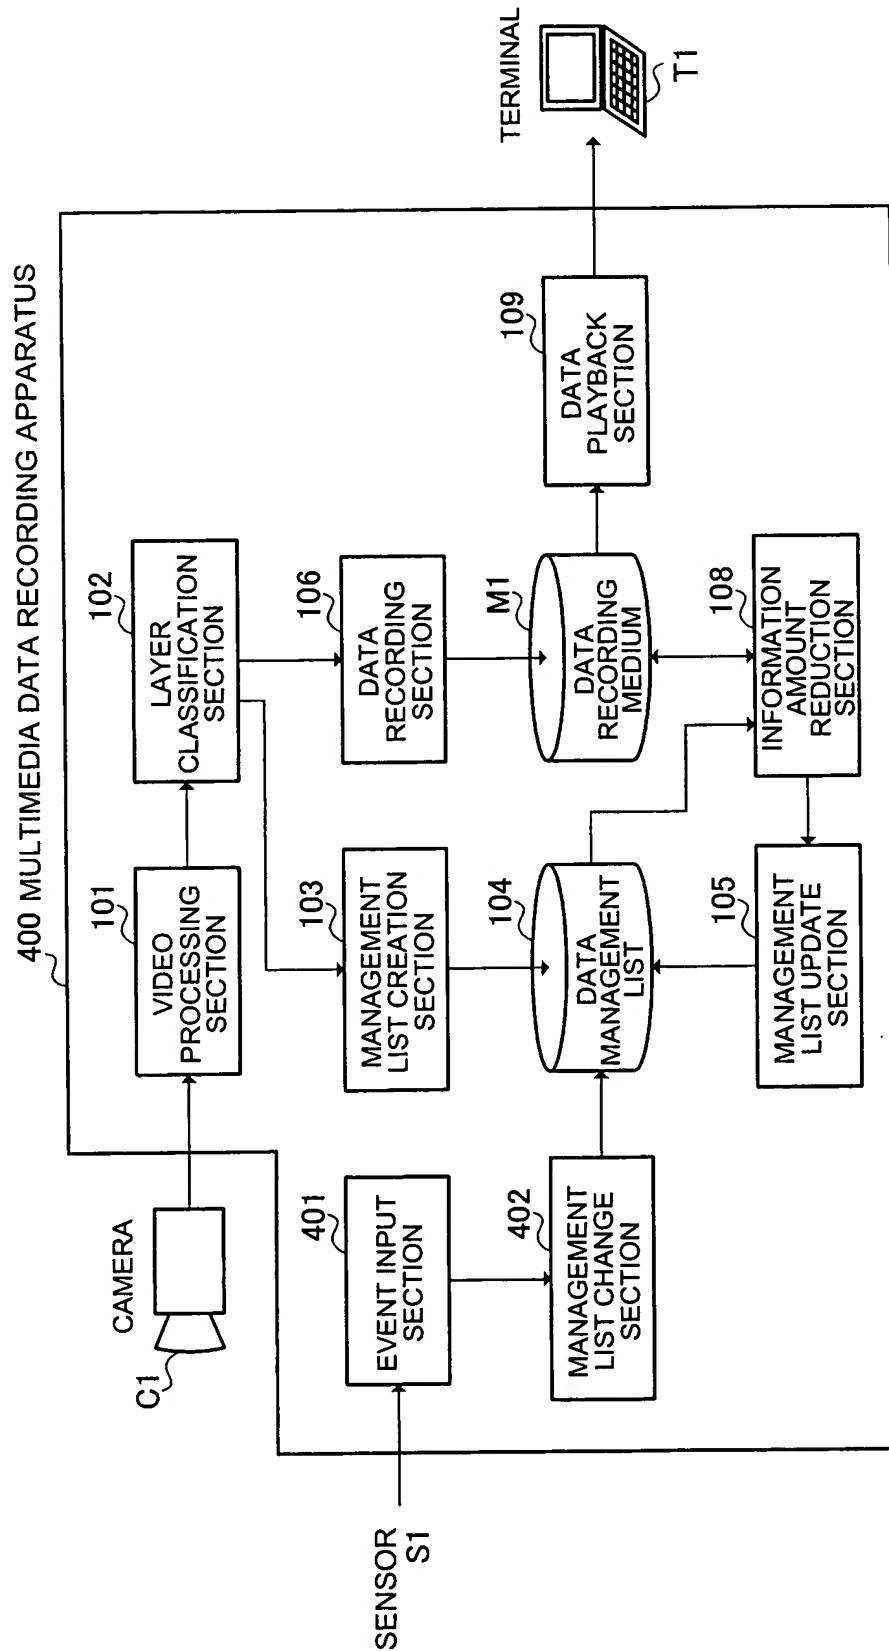 400 MULTIMEDIA DATA RECORDING APPARATUS
CAMERA
C1
101
VIDEO
PROCESSING
SECTION
102
LAYER
CLASSIFICATION
SECTION
SENSOR
S1
401
EVENT INPUT
SECTION
103
MANAGEMENT
LIST CREATION
SECTION
106
DATA
RECORDING
SECTION
402
MANAGEMENT
LIST CHANGE
SECTION
104
DATA
MANAGEMENT
LIST
M1
DATA
RECORDING
MEDIUM
109
DATA
PLAYBACK
SECTION
TERMINAL
T1
105
MANAGEMENT
LIST UPDATE
SECTION
108
INFORMATION
AMOUNT
REDUCTION
SECTION